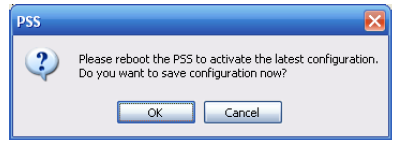 PSS
Please reboot the PSS to activate the latest configuration.
Do you want to save configuration now?
OK
Cancel